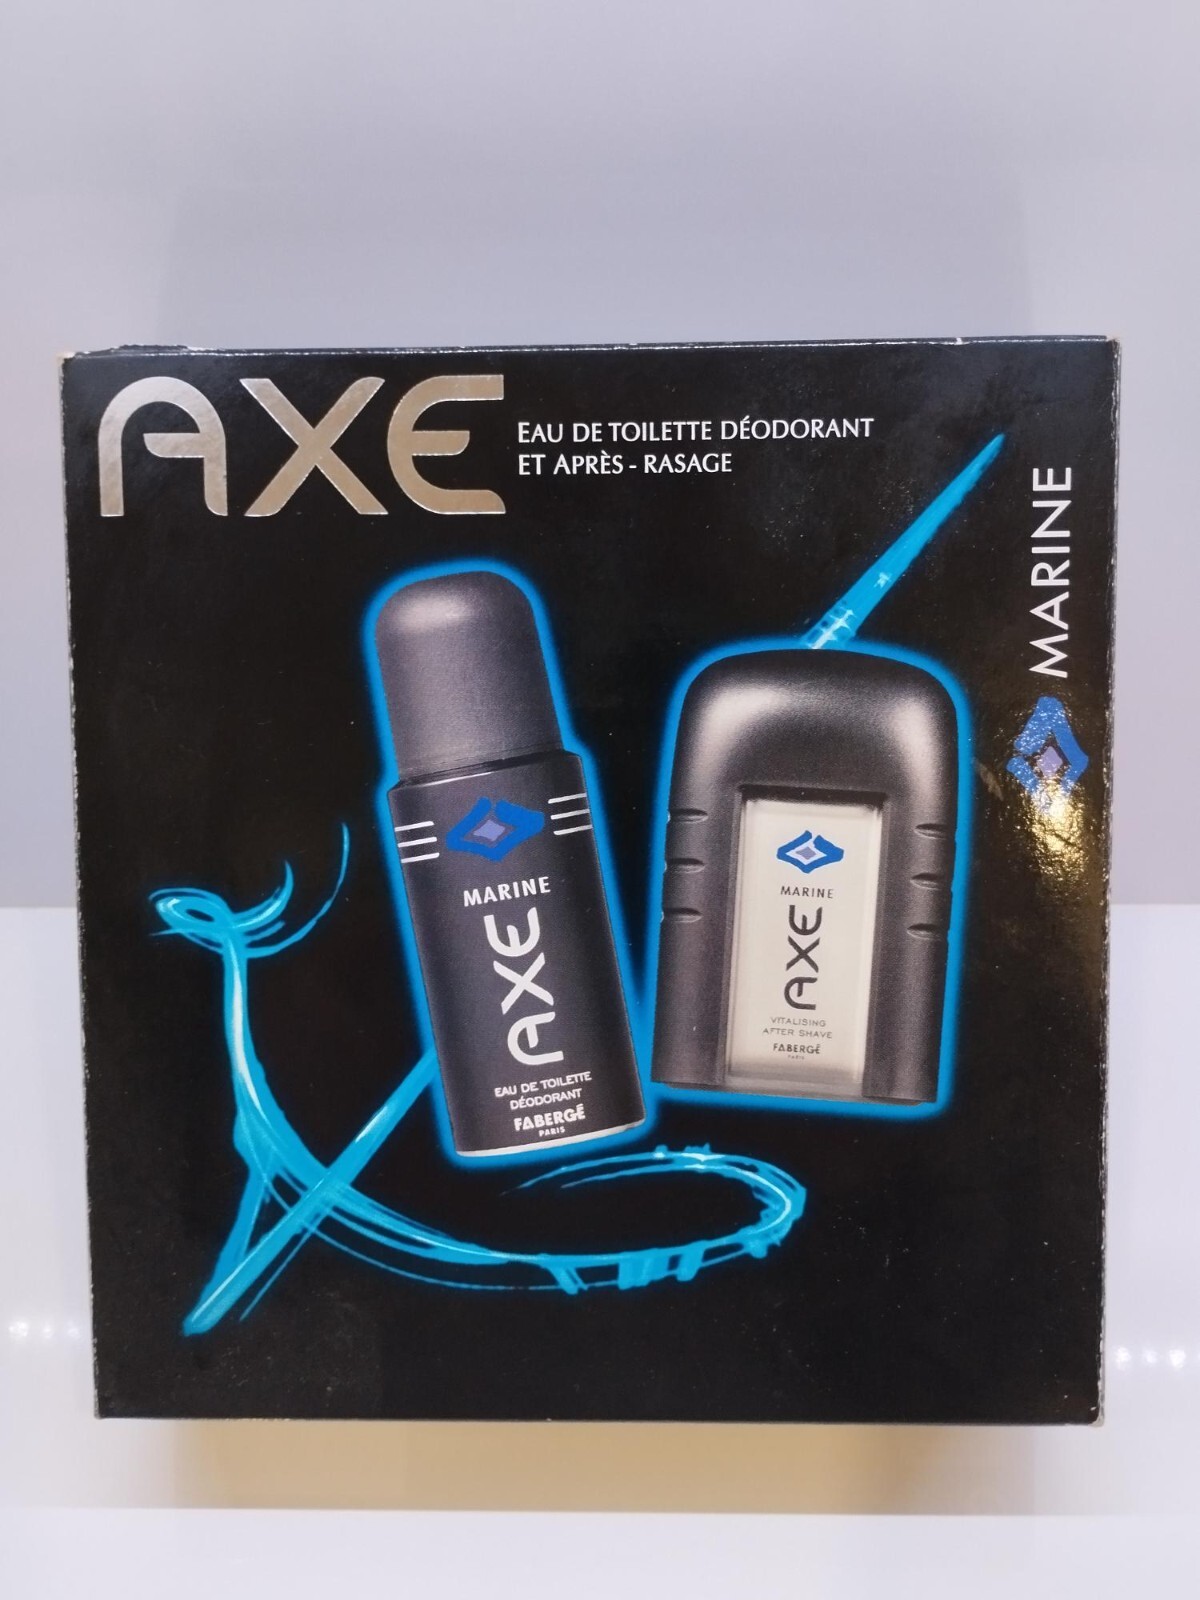 AXE
EAU DE TOILETTE DÉODORANT
ET APRÈS - RASAGE
MARINE
MARINE
AXE
EAU DE TOILETTE
DÉODORANT
FABERGÉ
PARIS
MARINE
AXE
VITALISING
AFTER SHAVE
FABERGÉ
PARIS